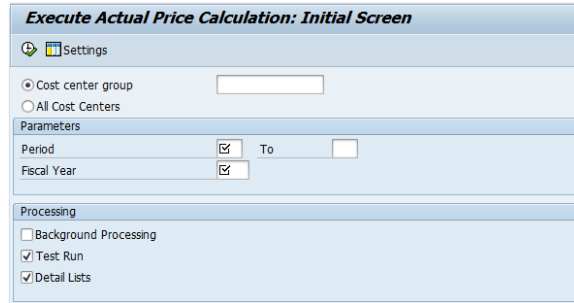 Execute Actual Price Calculation: Initial Screen
Settings
Cost center group
All Cost Centers
Parameters
Period To
Fiscal Year
Processing
Background Processing
Test Run
Detail Lists